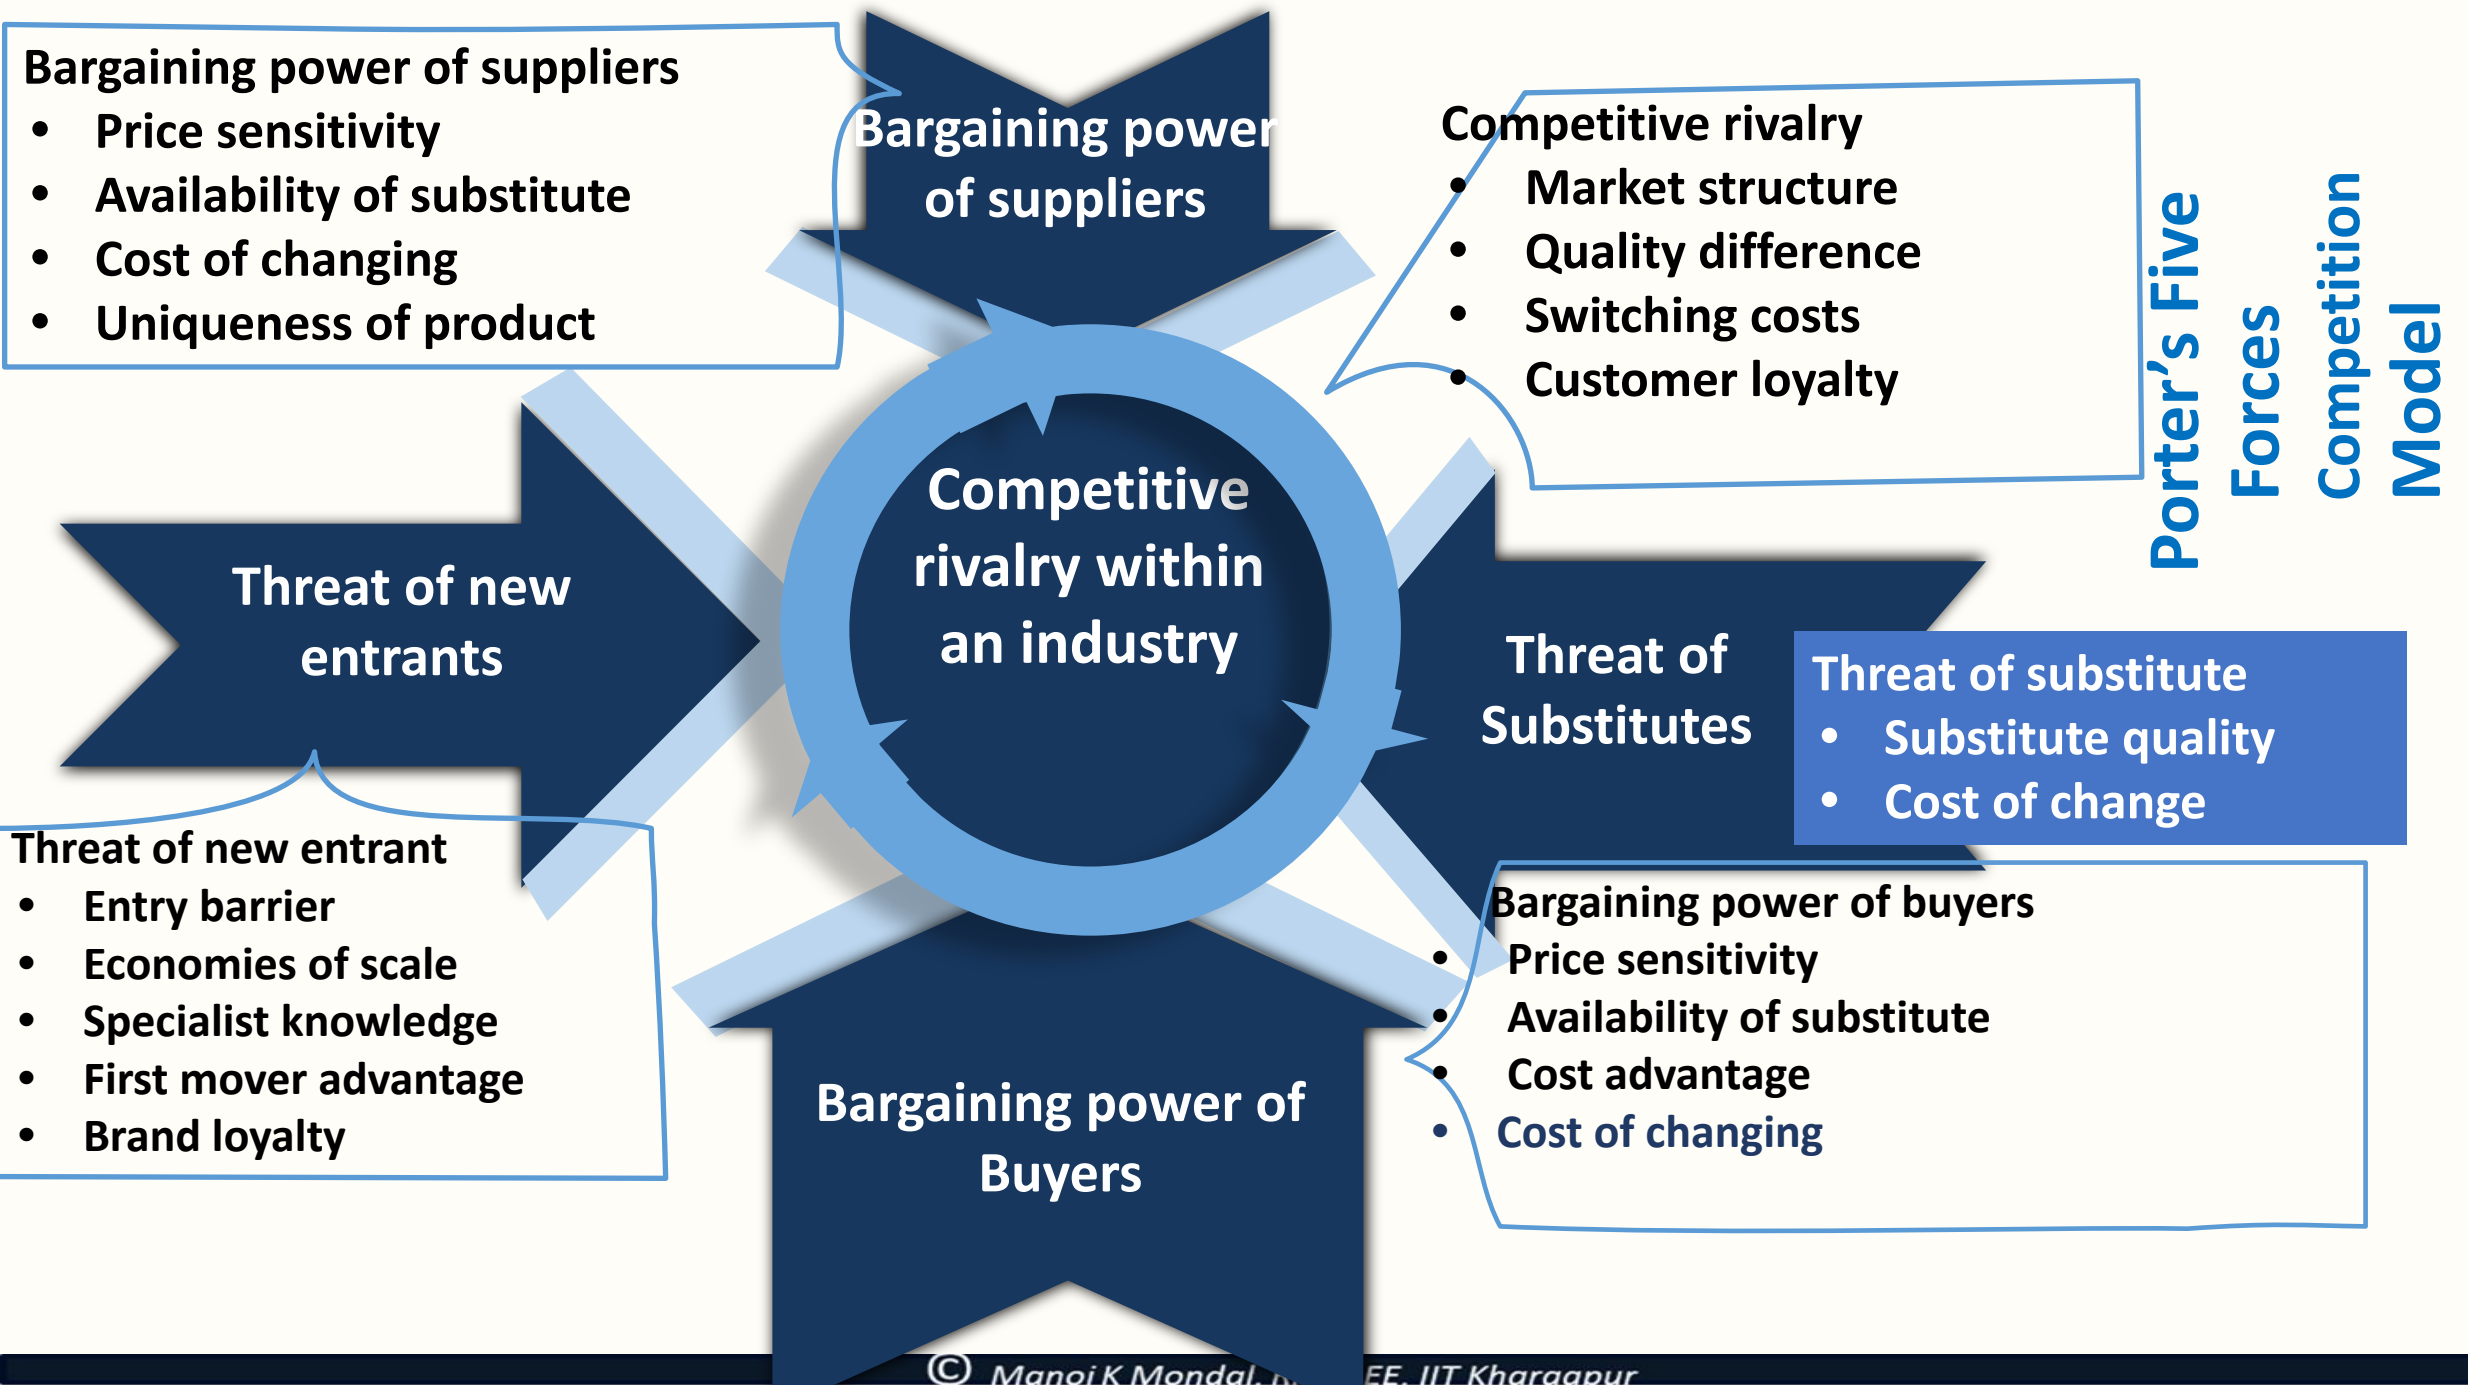 Bargaining power of suppliers
• Price sensitivity
• Availability of substitute
• Cost of changing
• Uniqueness of product
Bargaining power
of suppliers
Competitive rivalry
• Market structure
• Quality difference
• Switching costs
• Customer loyalty
Porter’s Five
Forces
Competition
Model
Threat of new
entrants
Competitive
rivalry within
an industry
Threat of
Substitutes
Threat of substitute
• Substitute quality
• Cost of change
Threat of new entrant
• Entry barrier
• Economies of scale
• Specialist knowledge
• First mover advantage
• Brand loyalty
Bargaining power of
Buyers
Bargaining power of buyers
• Price sensitivity
• Availability of substitute
• Cost advantage
• Cost of changing
© Manoj K Mondal, EE, IIT Kharagpur